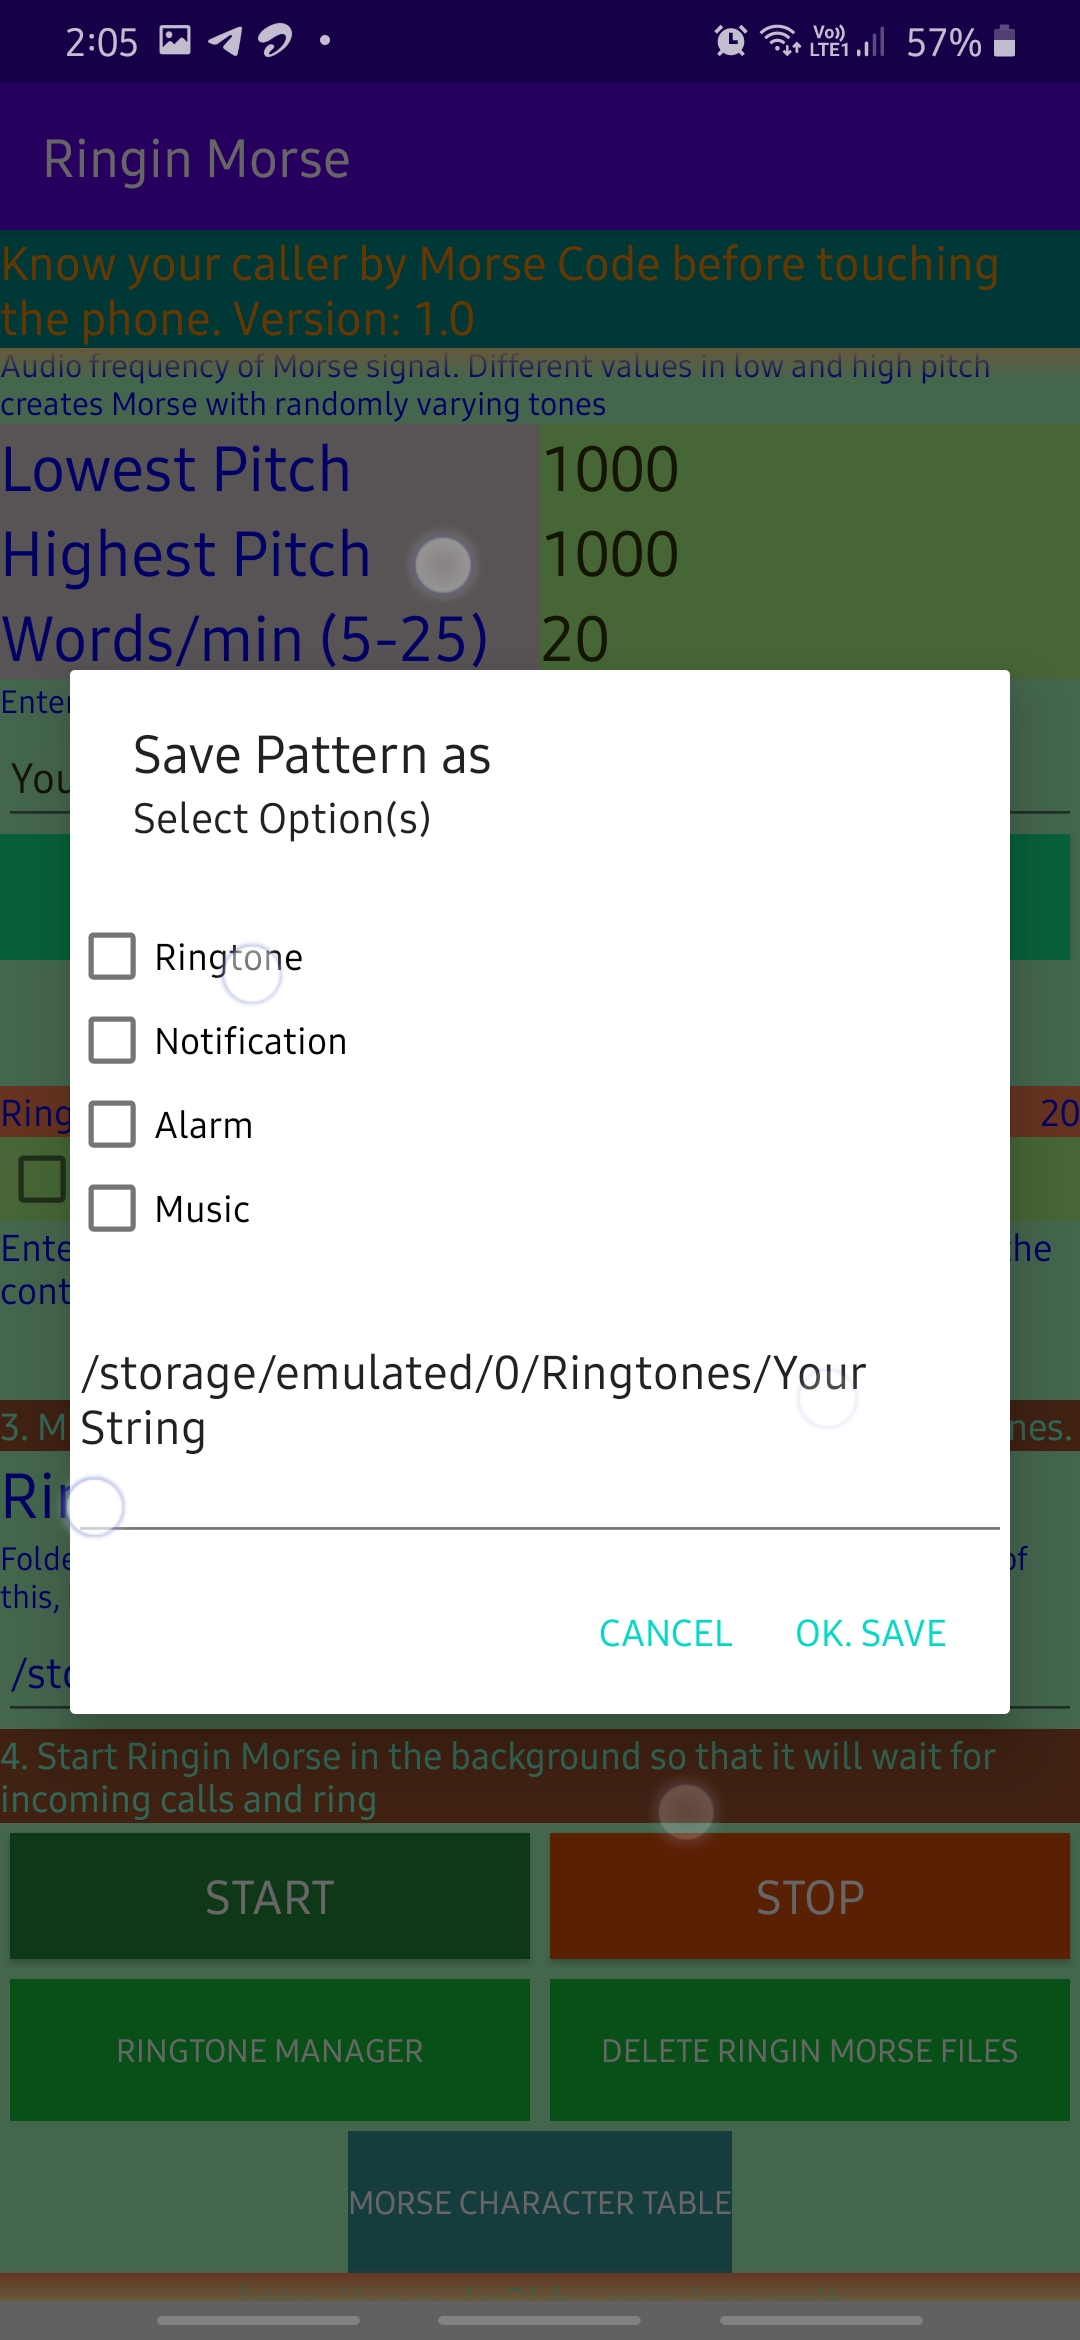 2:05
Vo)) LTE1 57%
Ringin Morse
Know your caller by Morse Code before touching
the phone. Version: 1.0
Audio frequency of Morse signal. Different values in low and high pitch
creates Morse with randomly varying tones
Lowest Pitch 1000
Highest Pitch 1000
Words/min (5-25) 20
Enter
You
Save Pattern as
Select Option(s)
Ringtone
Notification
Ring 20
Alarm
Music
Ente he
cont
/storage/emulated/0/Ringtones/Your
String
3. M nes.
Rin
Folde of
this,
CANCEL OK. SAVE
/sto
4. Start Ringin Morse in the background so that it will wait for
incoming calls and ring
START STOP
RINGTONE MANAGER DELETE RINGIN MORSE FILES
MORSE CHARACTER TABLE